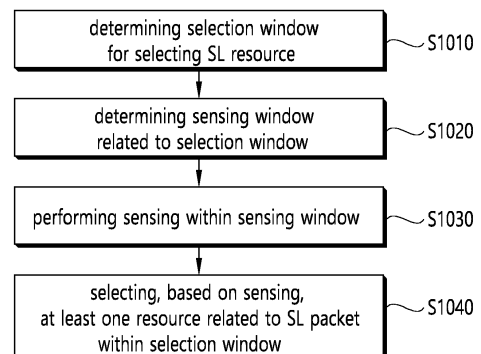 determining selection window
for selecting SL resource
S1010
determining sensing window
related to selection window
S1020
performing sensing within sensing window
S1030
selecting, based on sensing,
at least one resource related to SL packet
within selection window
S1040